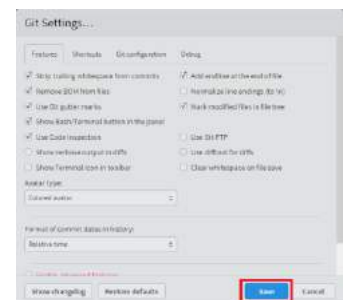 Git Settings...
Features Shortcuts Git configuration Debug
Strip trailing whitespace from commits
Add endline at the end of file
Remove BOM from files
Normalize line endings (to \n)
Use Git gutter marks
Mark modified files in file tree
Show Bash/Terminal button in the panel
Use Code Inspection
Use Git-FTP
Show verbose output in diffs
Use difftool for diffs
Show Terminal icon in toolbar
Clear whitespace on file save
Avatar type:
Colored avatar
Format of commit dates in history:
Relative time
Show changelog Restore defaults Save Cancel